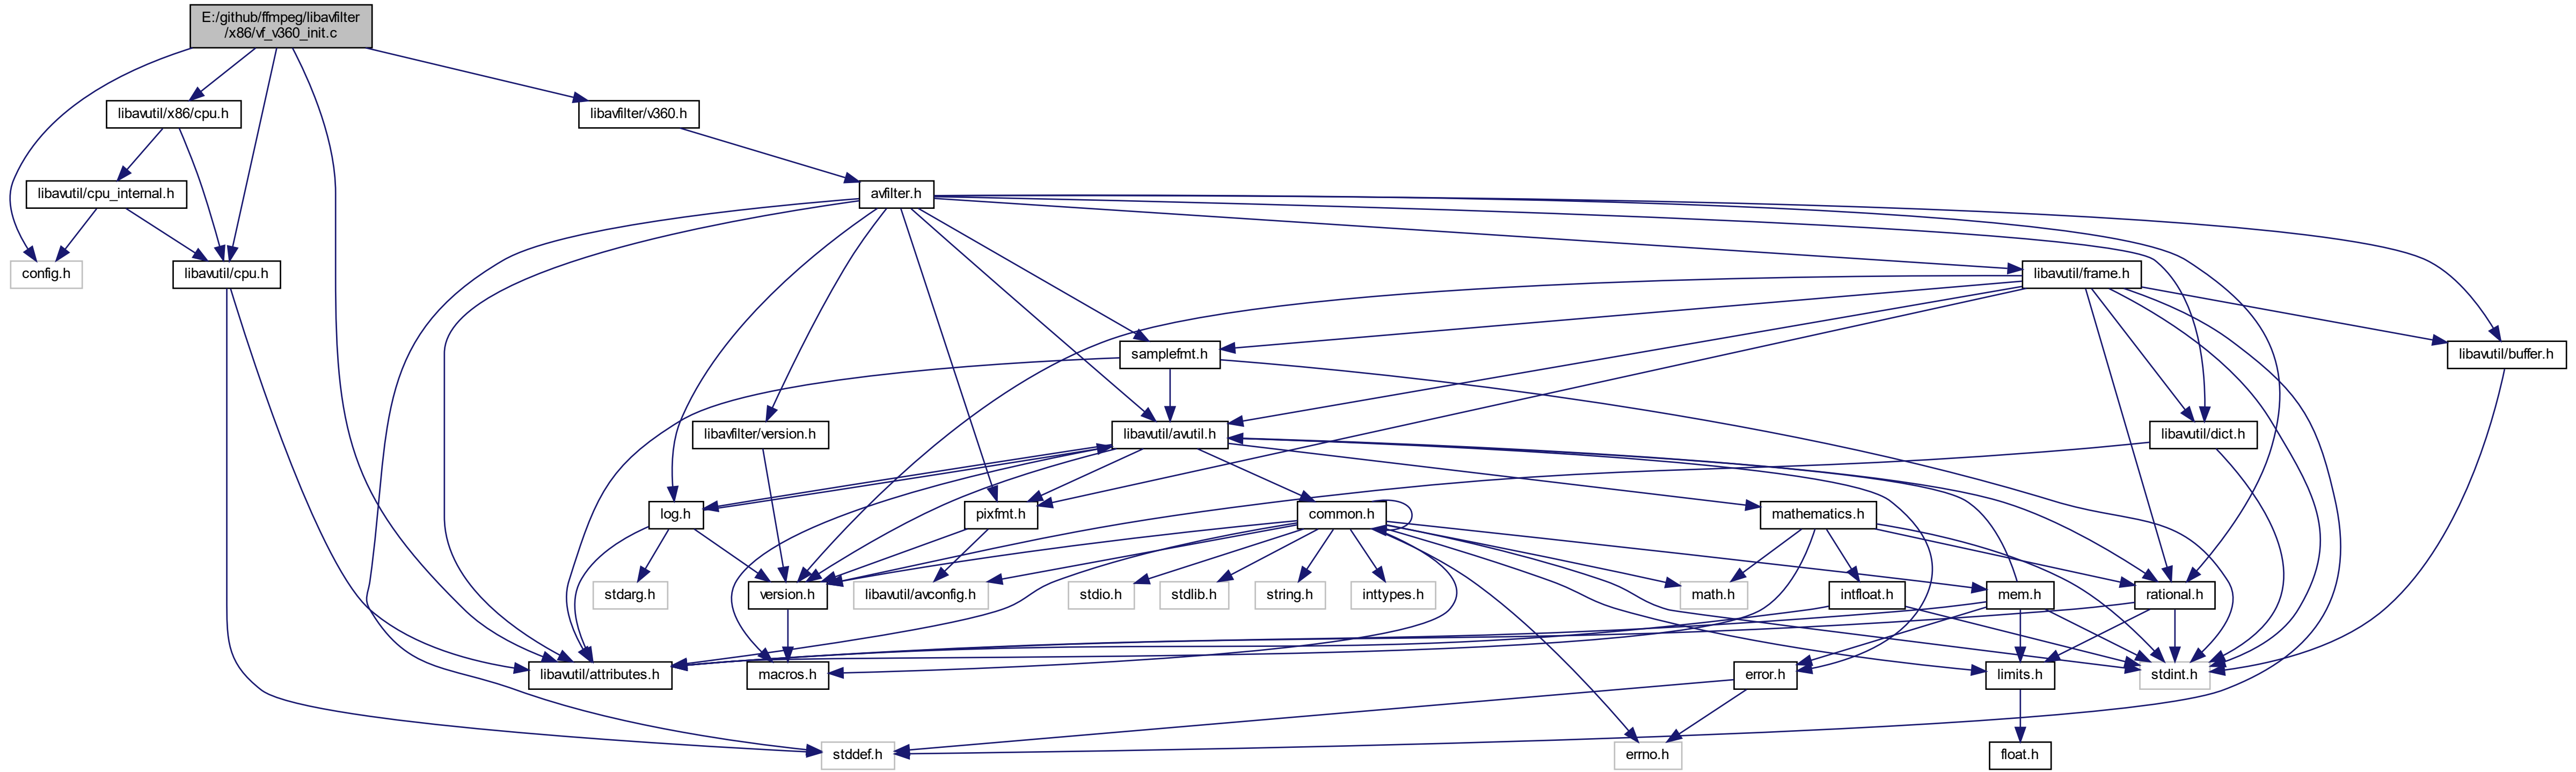 E:/github/ffmpeg/libavfilter
/x86/vf_v360_init.c
libavutil/x86/cpu.h
libavfilter/v360.h
libavutil/cpu_internal.h
avfilter.h
config.h
libavutil/cpu.h
libavutil/frame.h
samplefmt.h
libavutil/buffer.h
libavfilter/version.h
libavutil/avutil.h
libavutil/dict.h
log.h
pixfmt.h
common.h
mathematics.h
stdarg.h
version.h
libavutil/avconfig.h
stdio.h
stdlib.h
string.h
inttypes.h
math.h
intfloat.h
mem.h
rational.h
libavutil/attributes.h
macros.h
error.h
limits.h
stdint.h
stddef.h
errno.h
float.h